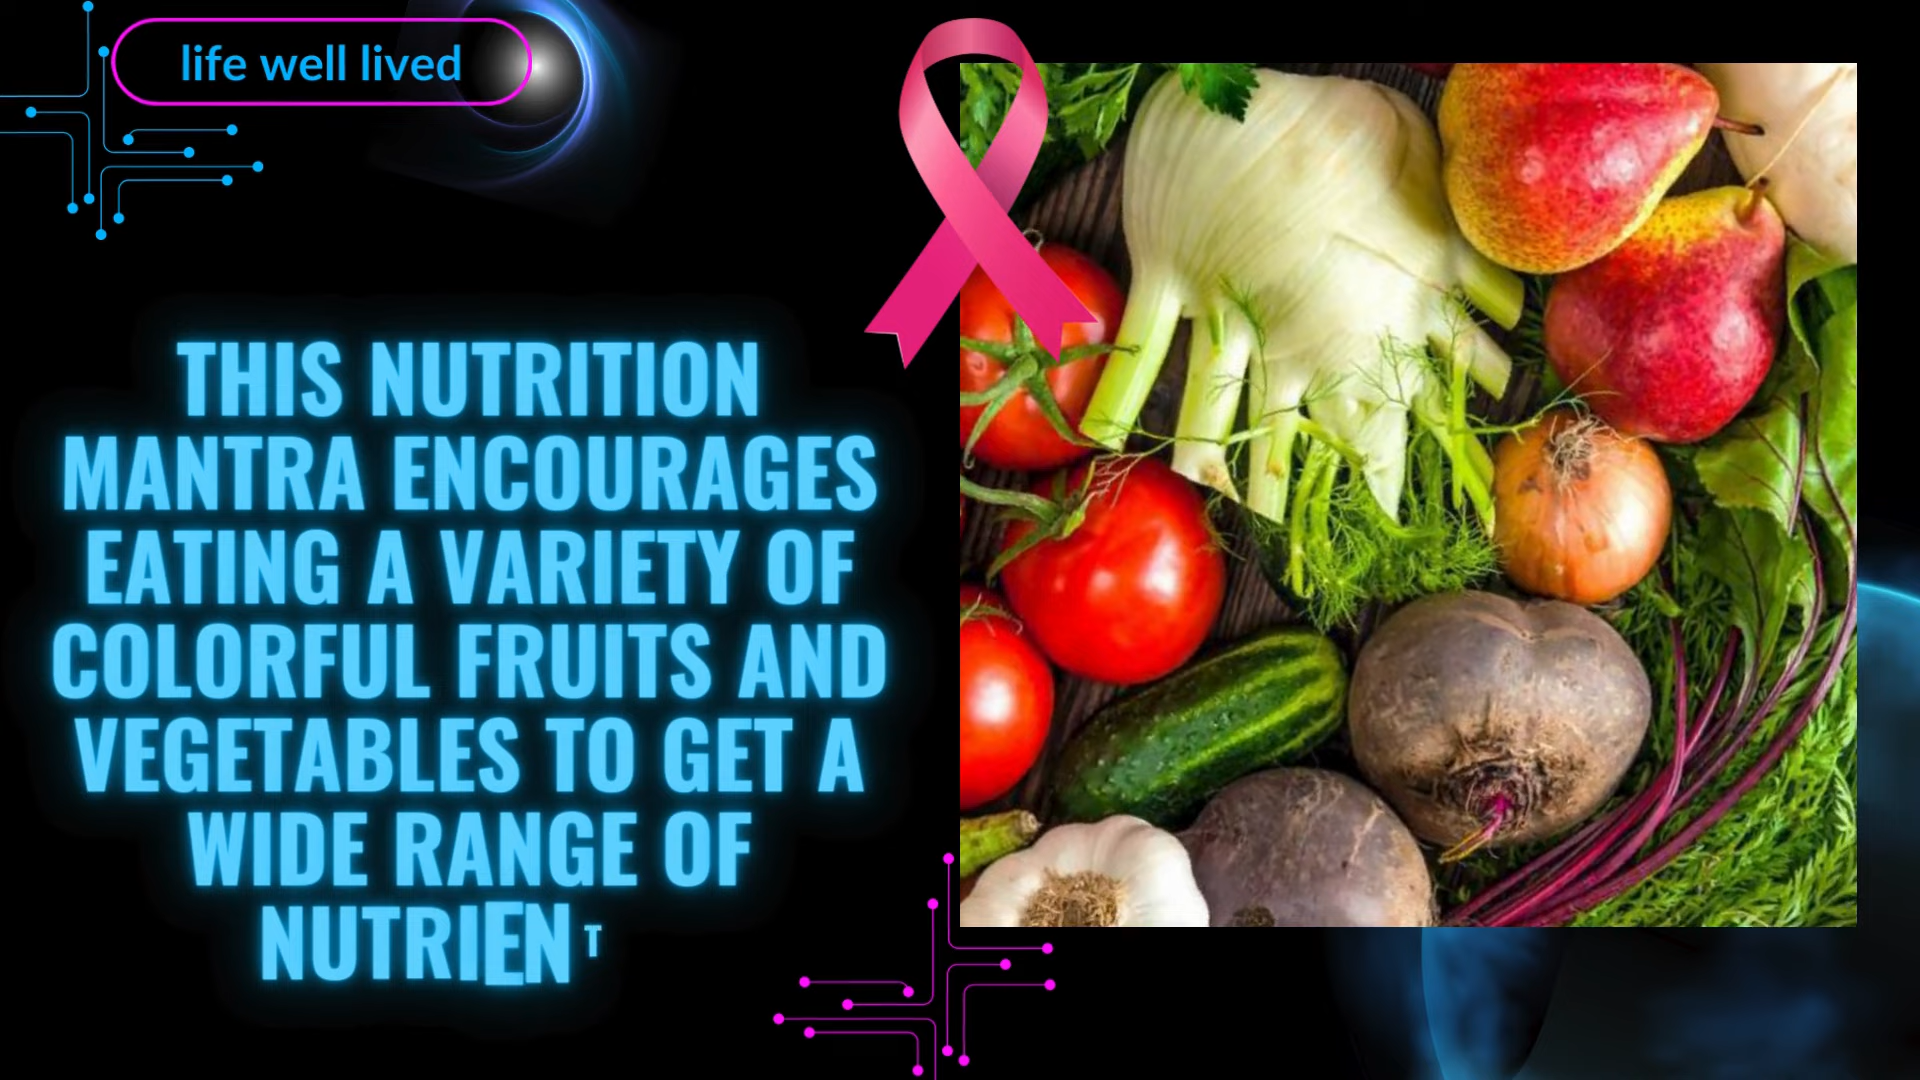 life well lived
THIS NUTRITION
MANTRA ENCOURAGES
EATING A VARIETY OF
COLORFUL FRUITS AND
VEGETABLES TO GET A
WIDE RANGE OF
NUTRIENT